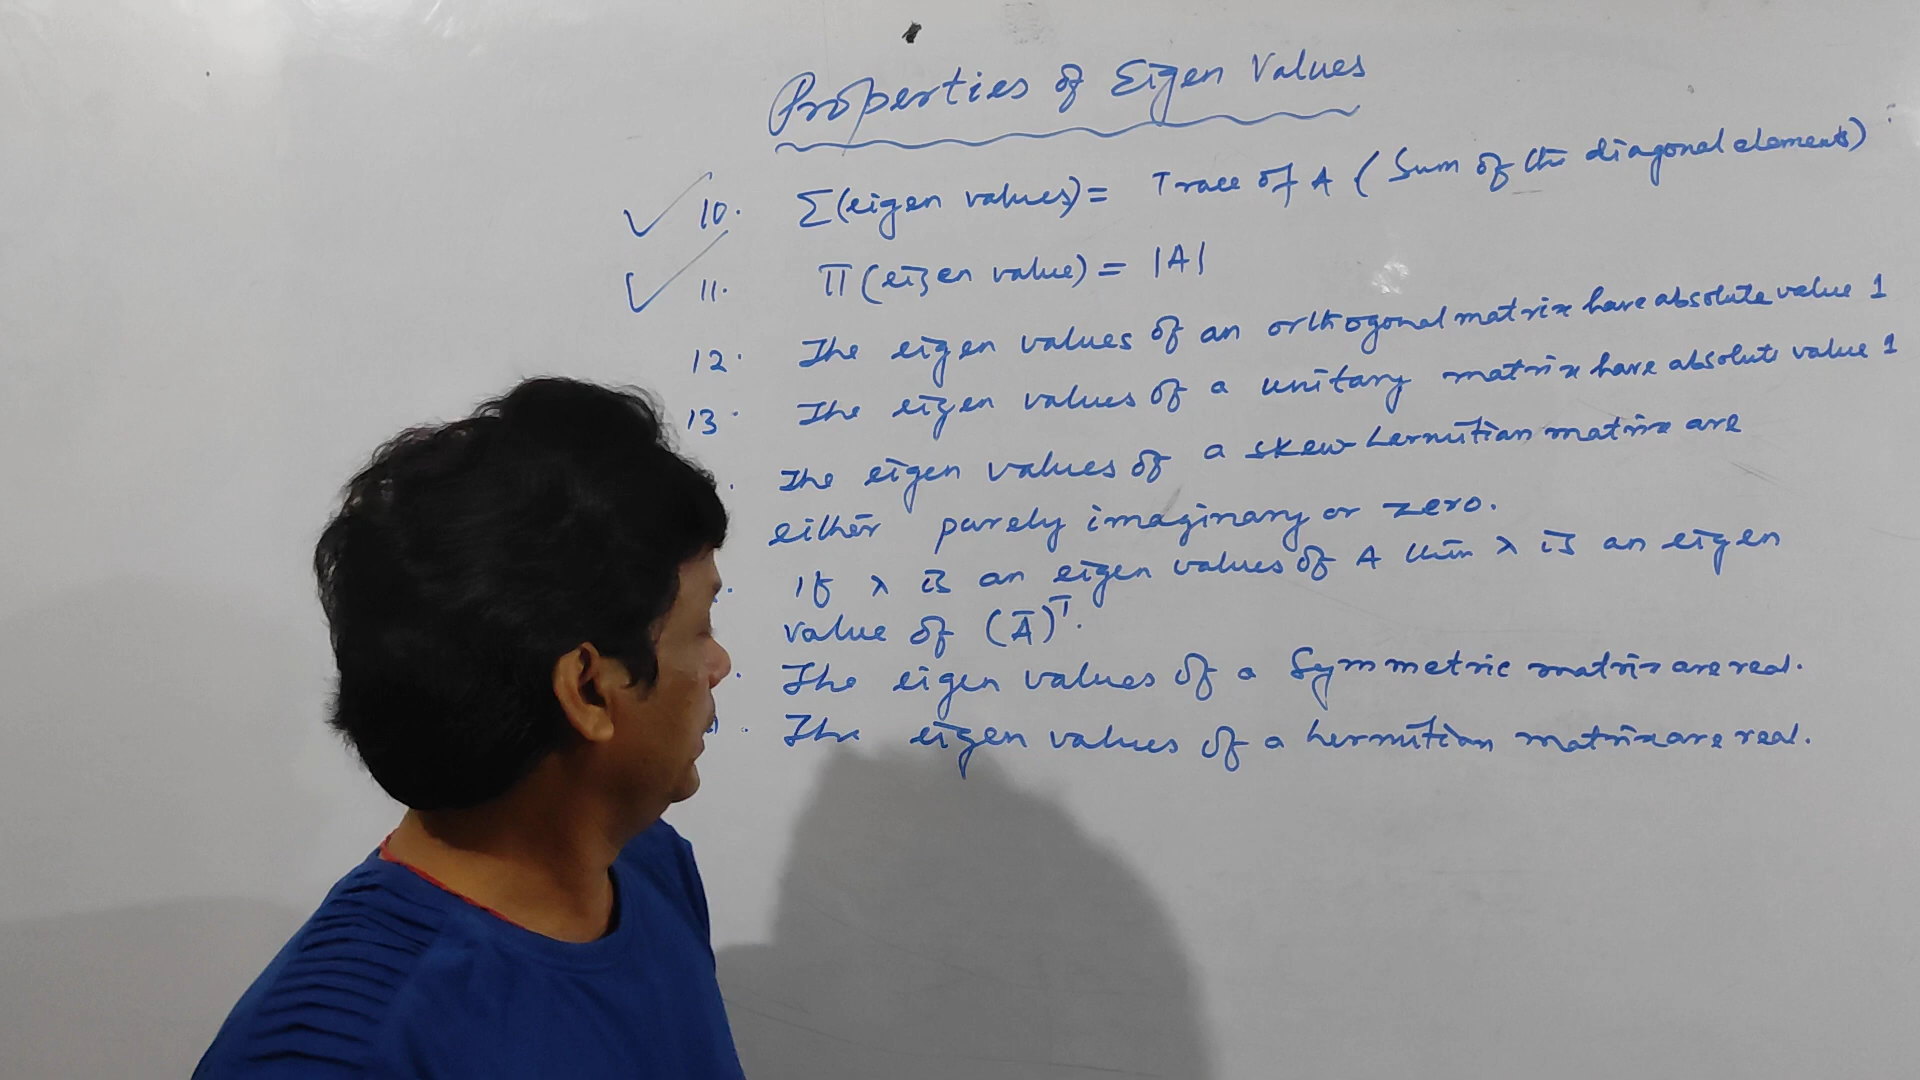 Properties of Eigen Values
10. Σ(eigen values) = Trace of A (Sum of the diagonal elements)
11. Π(eigen value) = |A|
12. The eigen values of an orthogonal matrix have absolute value 1
13. The eigen values of a unitary matrix have absolute value 1
. The eigen values of a skew hermitian matrix are
either purely imaginary or zero.
. If λ is an eigen values of A then λ is an eigen
value of (Ā)ᵀ.
. The eigen values of a Symmetric matrix are real.
. The eigen values of a hermitian matrix are real.